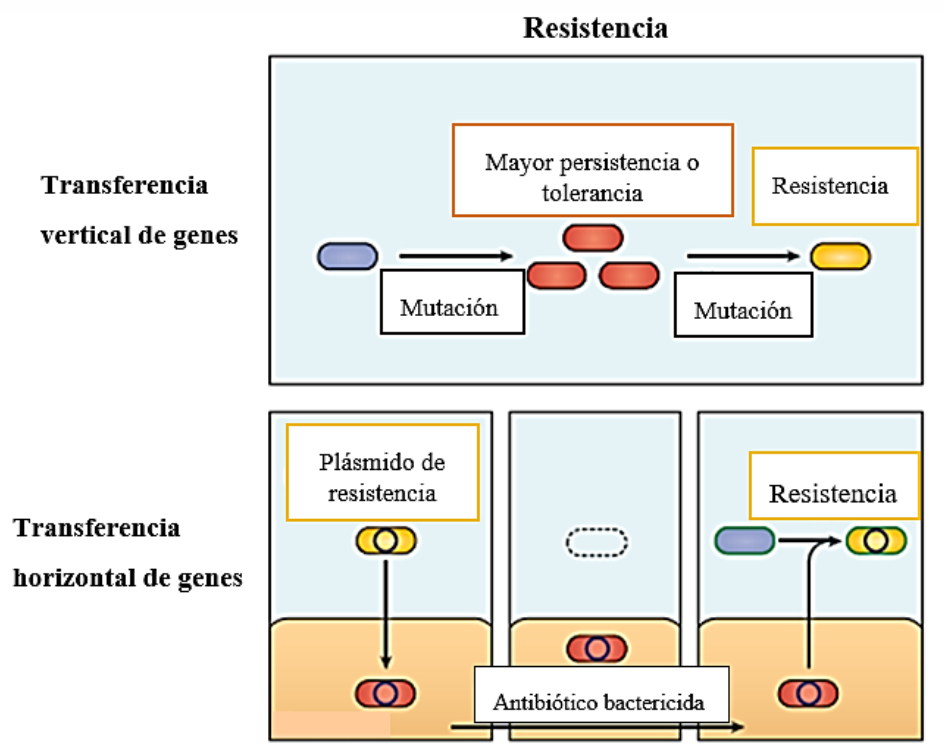 Resistencia
Transferencia
vertical de genes
Mayor persistencia o
tolerancia
Resistencia
Mutación
Mutación
Transferencia
horizontal de genes
Plásmido de
resistencia
Resistencia
Antibiótico bactericida